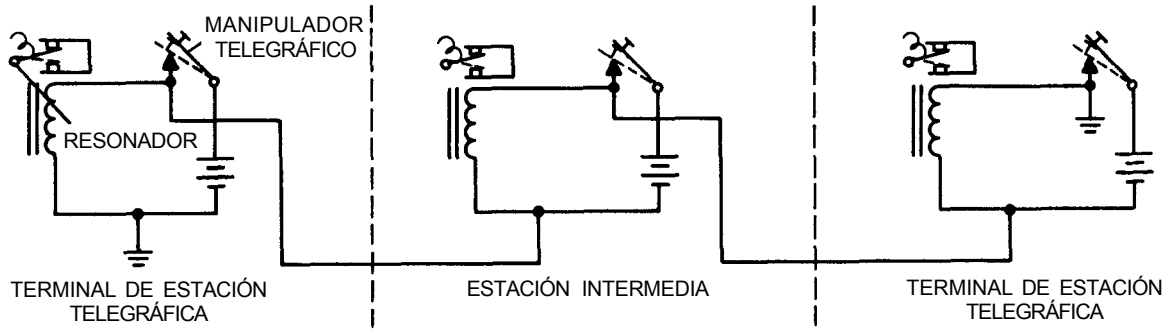 MANIPULADOR
TELEGRÁFICO
RESONADOR
TERMINAL DE ESTACIÓN
TELEGRÁFICA
ESTACIÓN INTERMEDIA
TERMINAL DE ESTACIÓN
TELEGRÁFICA